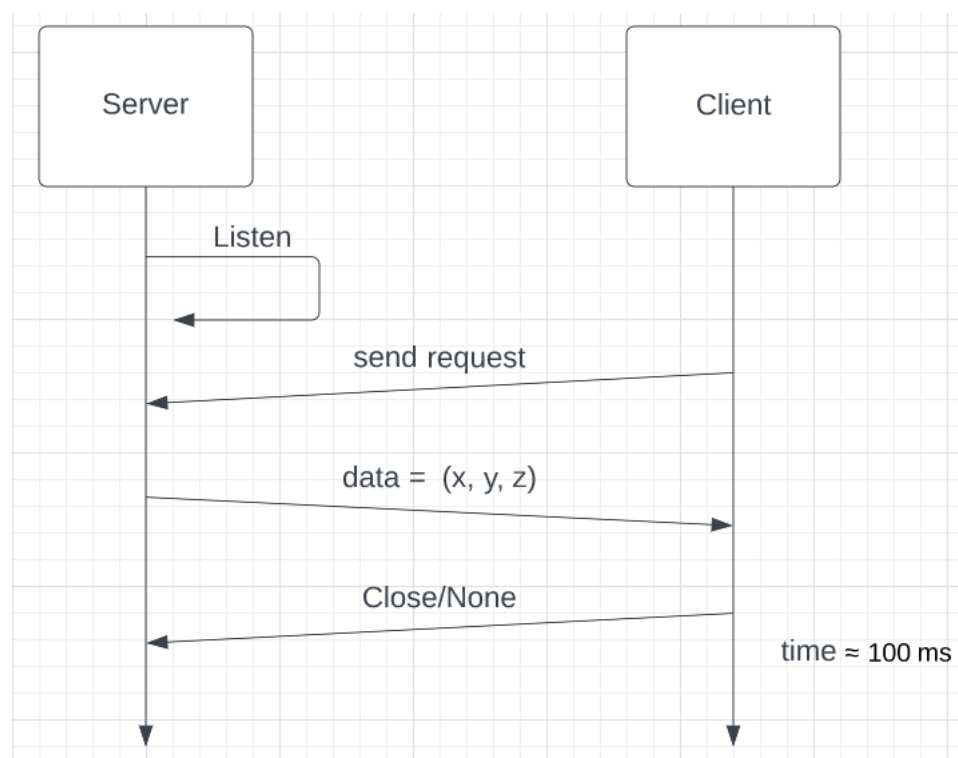 Server
Client
Listen
send request
data = (x, y, z)
Close/None
time ≈ 100 ms